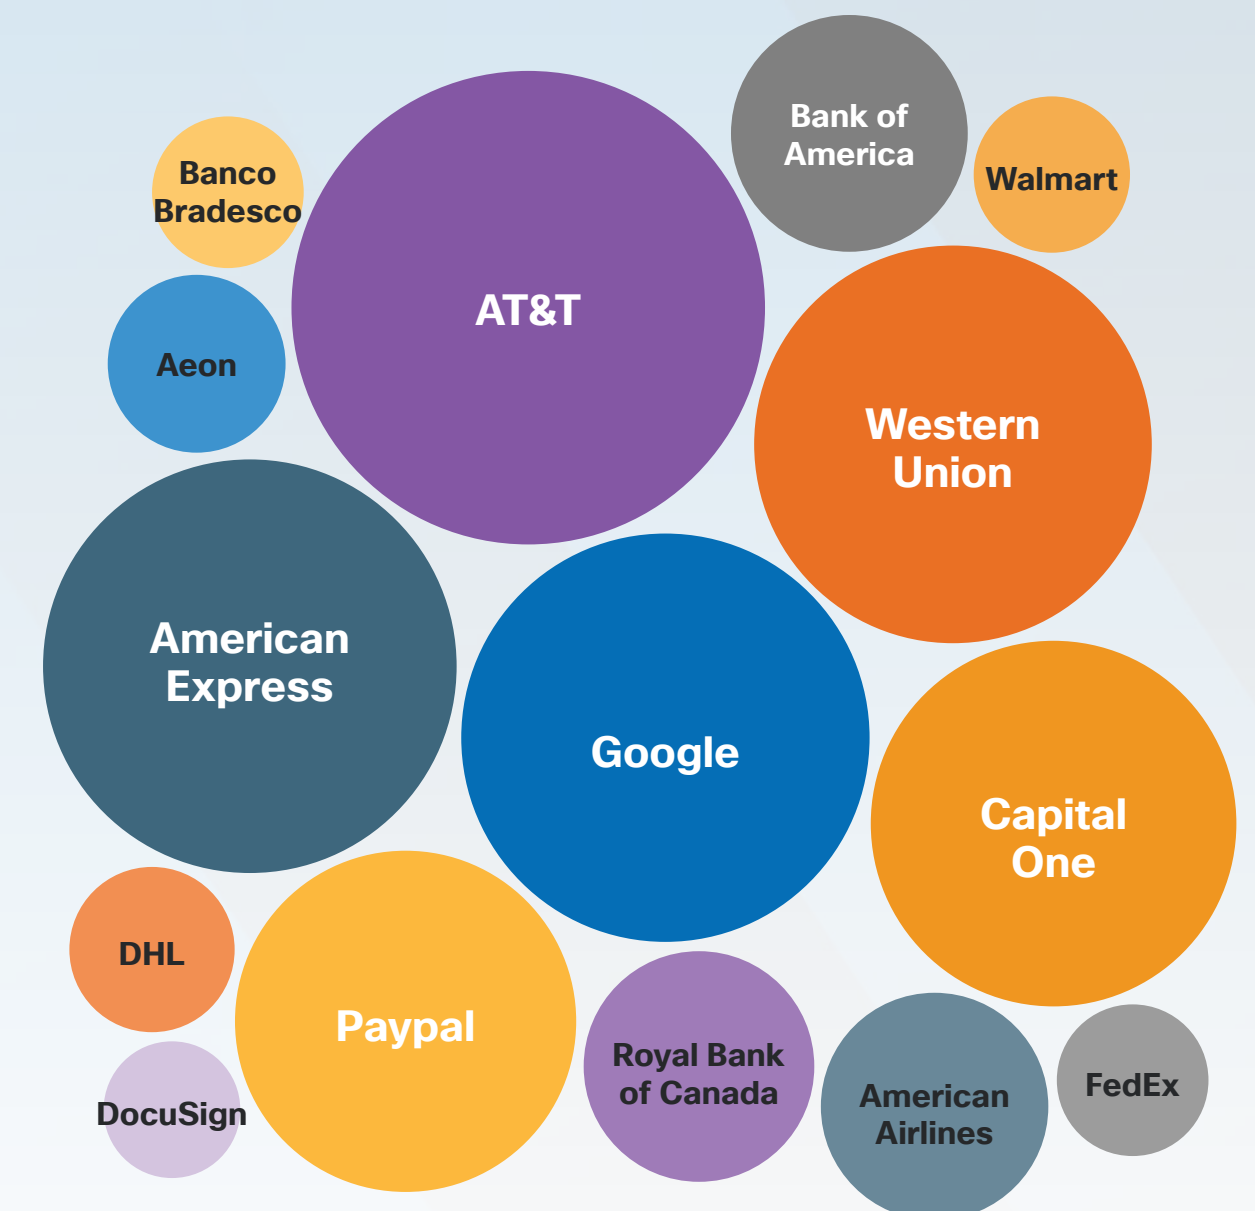 Bank of
America
Walmart
Banco
Bradesco
AT&T
Aeon
Western
Union
American
Express
Google
Capital
One
DHL
Paypal
Royal Bank
of Canada
American
Airlines
FedEx
DocuSign